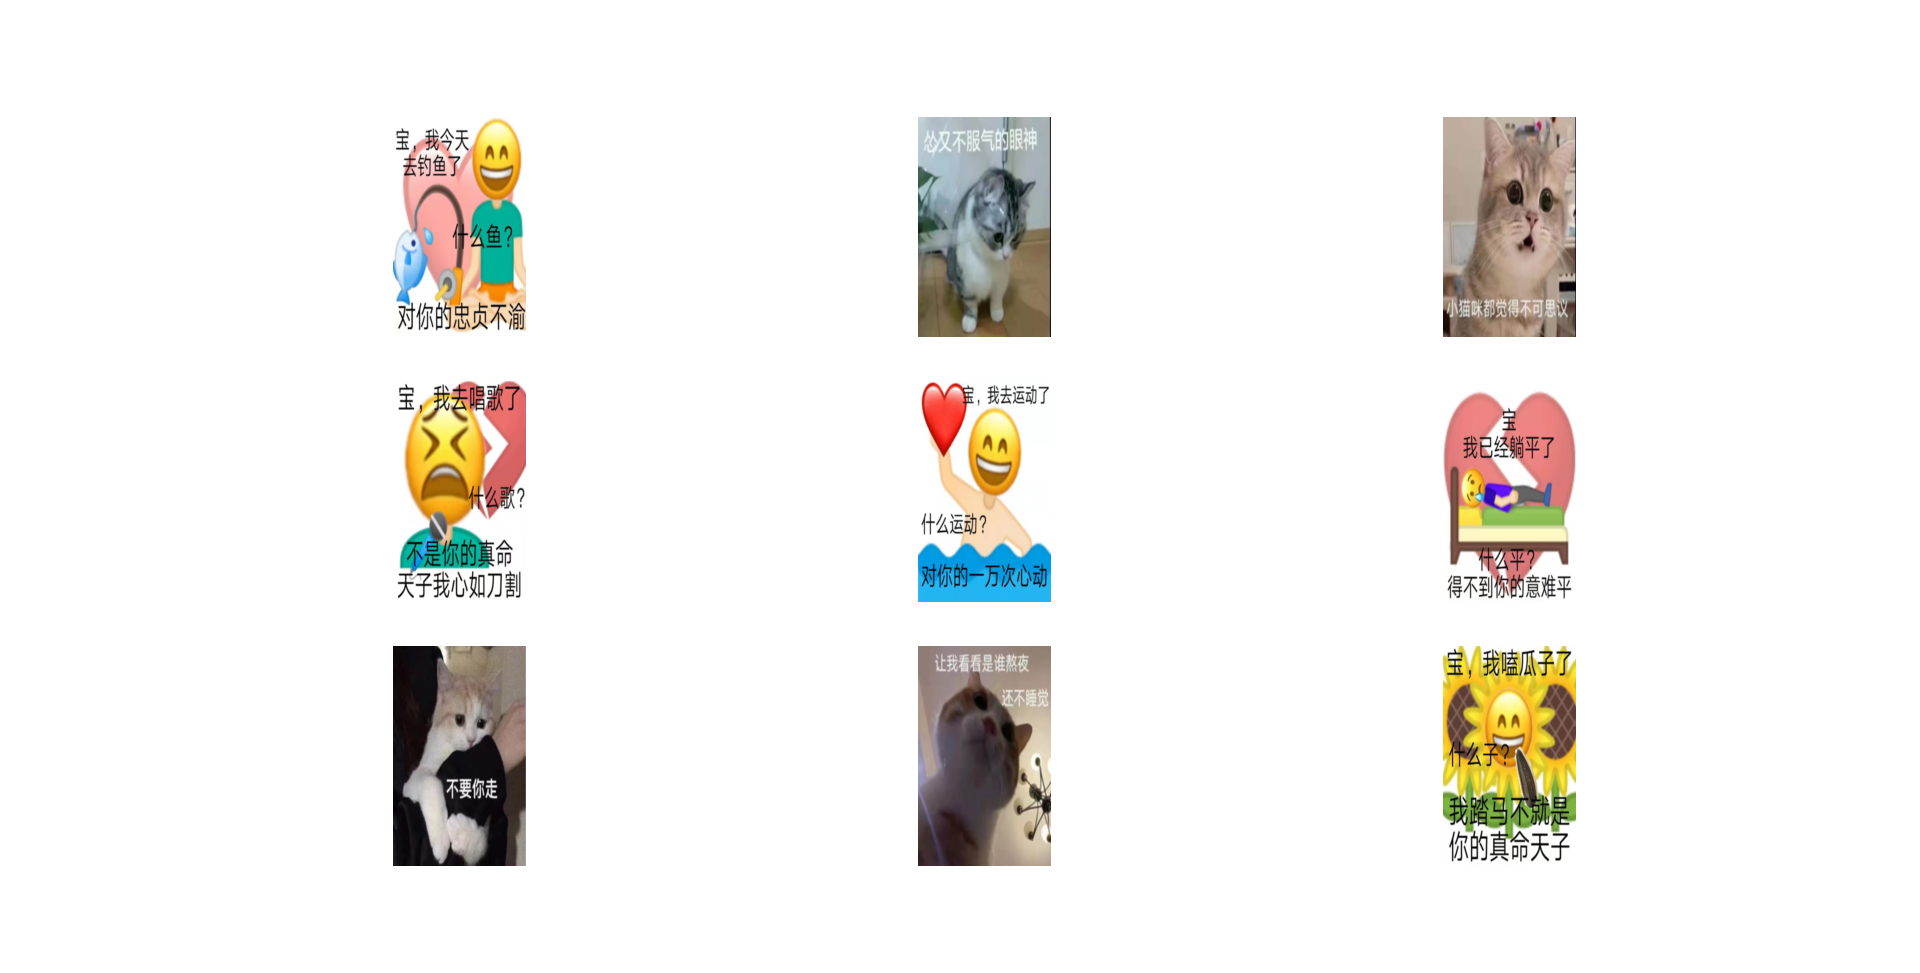 宝，我今天
去钓鱼了
什么鱼？
对你的忠贞不渝
怂又不服气的眼神
小猫咪都觉得不可思议
宝，我去唱歌了
什么歌？
不是你的真命
天子我心如刀割
宝，我去运动了
什么运动？
对你的一万次心动
宝
我已经躺平了
什么平？
得不到你的意难平
不要你走
让我看看是谁熬夜
还不睡觉
宝，我嗑瓜子了
什么子？
我踏马不就是
你的真命天子